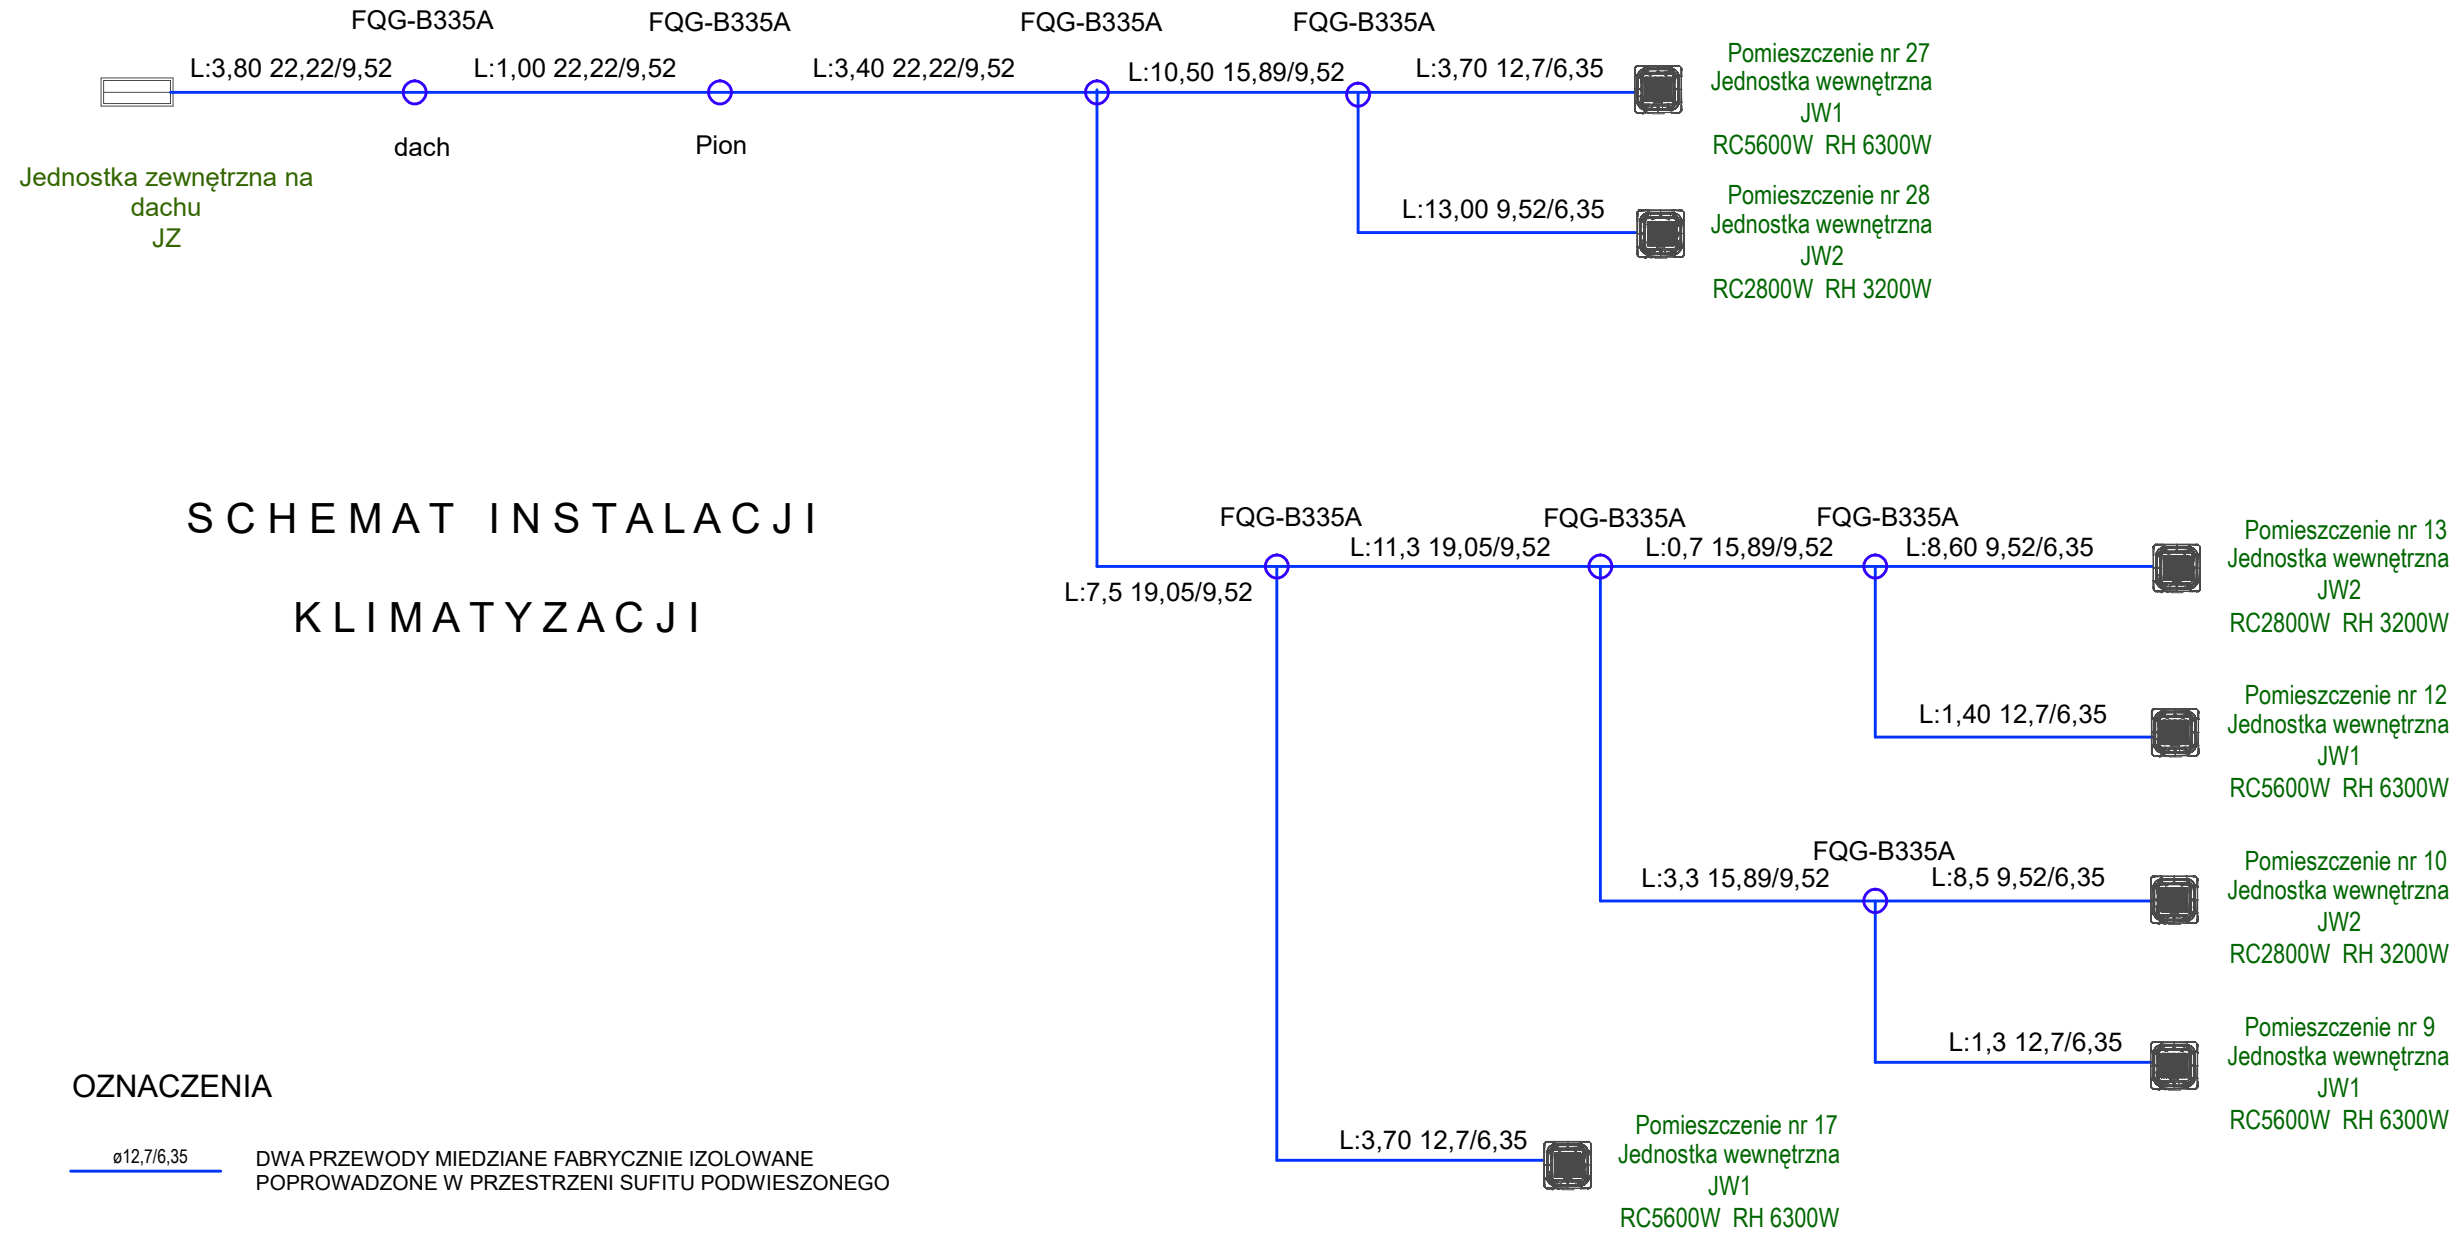 FQG-B335A
FQG-B335A
FQG-B335A
FQG-B335A
L:3,80 22,22/9,52
L:1,00 22,22/9,52
L:3,40 22,22/9,52
L:10,50 15,89/9,52
L:3,70 12,7/6,35
Pomieszczenie nr 27
Jednostka wewnętrzna
JW1
RC5600W RH 6300W
dach
Pion
Jednostka zewnętrzna na
dachu
JZ
L:13,00 9,52/6,35
Pomieszczenie nr 28
Jednostka wewnętrzna
JW2
RC2800W RH 3200W
SCHEMAT INSTALACJI
KLIMATYZACJI
FQG-B335A
FQG-B335A
FQG-B335A
L:7,5 19,05/9,52
L:11,3 19,05/9,52
L:0,7 15,89/9,52
L:8,60 9,52/6,35
Pomieszczenie nr 13
Jednostka wewnętrzna
JW2
RC2800W RH 3200W
L:1,40 12,7/6,35
Pomieszczenie nr 12
Jednostka wewnętrzna
JW1
RC5600W RH 6300W
FQG-B335A
L:3,3 15,89/9,52
L:8,5 9,52/6,35
Pomieszczenie nr 10
Jednostka wewnętrzna
JW2
RC2800W RH 3200W
L:1,3 12,7/6,35
Pomieszczenie nr 9
Jednostka wewnętrzna
JW1
RC5600W RH 6300W
L:3,70 12,7/6,35
Pomieszczenie nr 17
Jednostka wewnętrzna
JW1
RC5600W RH 6300W
OZNACZENIA
ø12,7/6,35
DWA PRZEWODY MIEDZIANE FABRYCZNIE IZOLOWANE
POPROWADZONE W PRZESTRZENI SUFITU PODWIESZONEGO